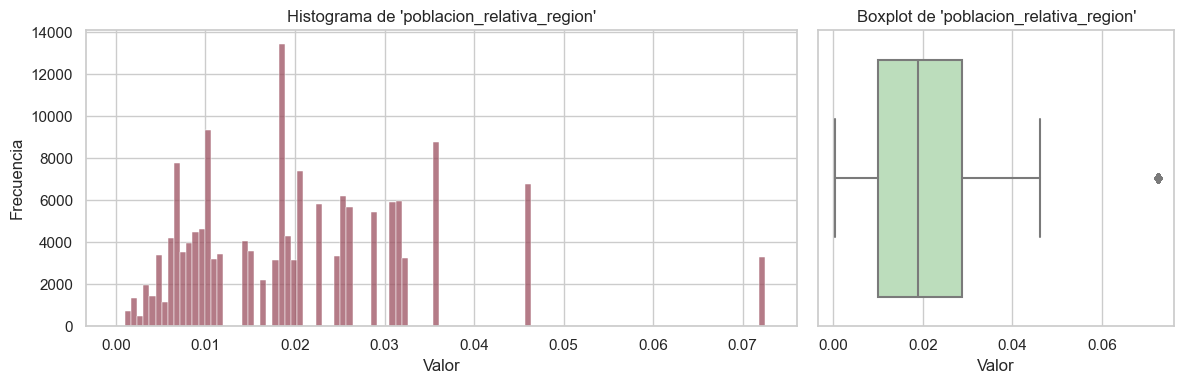 Histograma de 'poblacion_relativa_region'
14000
12000
10000
8000
6000
4000
2000
0
Frecuencia
0.00 0.01 0.02 0.03 0.04 0.05 0.06 0.07
Valor
Boxplot de 'poblacion_relativa_region'
0.00 0.02 0.04 0.06
Valor